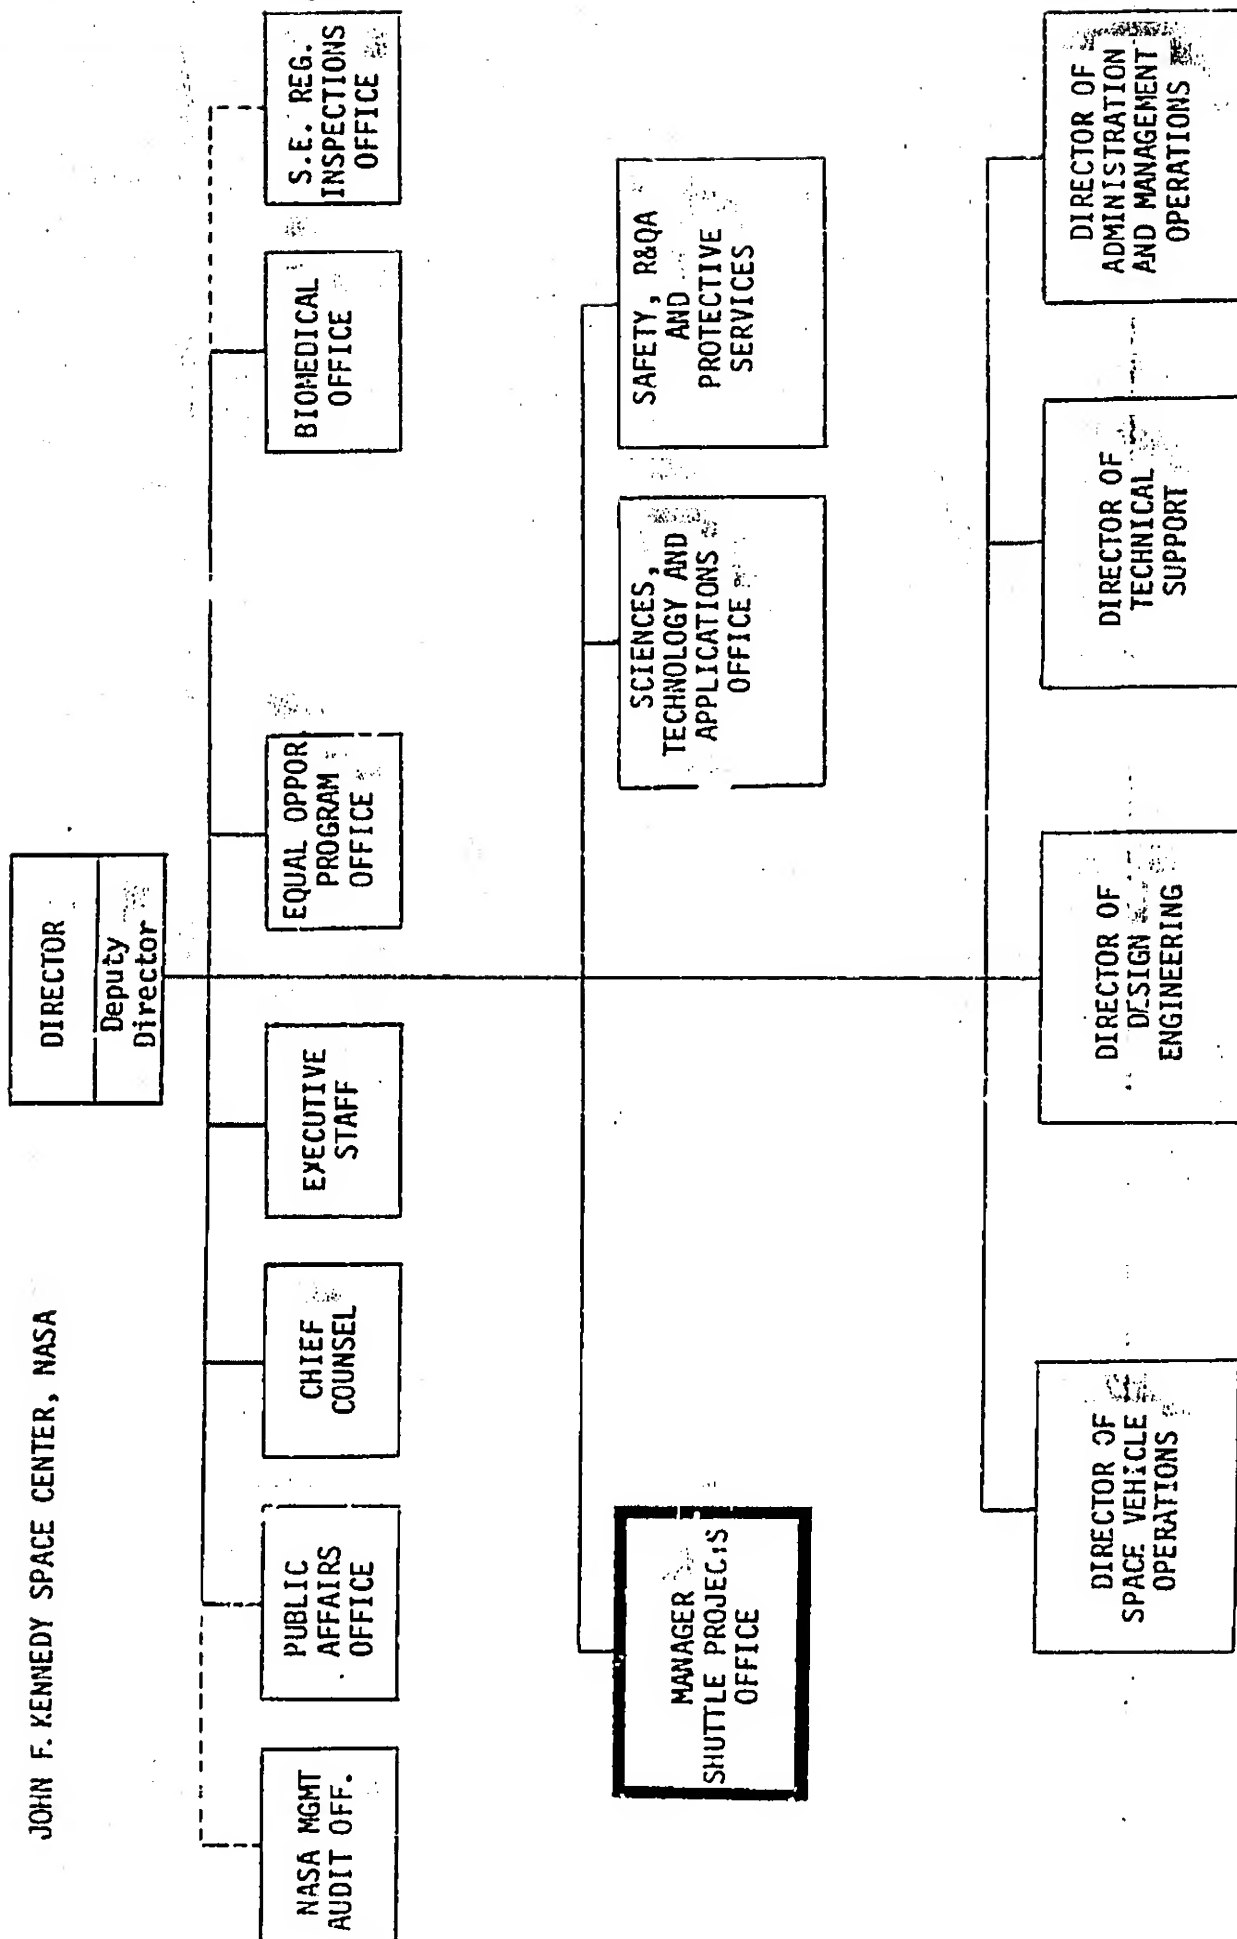 JOHN F. KENNEDY SPACE CENTER, NASA
DIRECTOR
Deputy
Director
NASA MGMT
AUDIT OFF.
PUBLIC
AFFAIRS
OFFICE
CHIEF
COUNSEL
EXECUTIVE
STAFF
EQUAL OPPOR.
PROGRAM
OFFICE
BIOMEDICAL
OFFICE
S.E. REG.
INSPECTIONS
OFFICE
MANAGER
SHUTTLE PROJECTS
OFFICE
SCIENCES,
TECHNOLOGY AND
APPLICATIONS
OFFICE
SAFETY, R&QA
AND
PROTECTIVE
SERVICES
DIRECTOR OF
SPACE VEHICLE
OPERATIONS
DIRECTOR OF
DESIGN
ENGINEERING
DIRECTOR OF
TECHNICAL
SUPPORT
DIRECTOR OF
ADMINISTRATION
AND MANAGEMENT
OPERATIONS